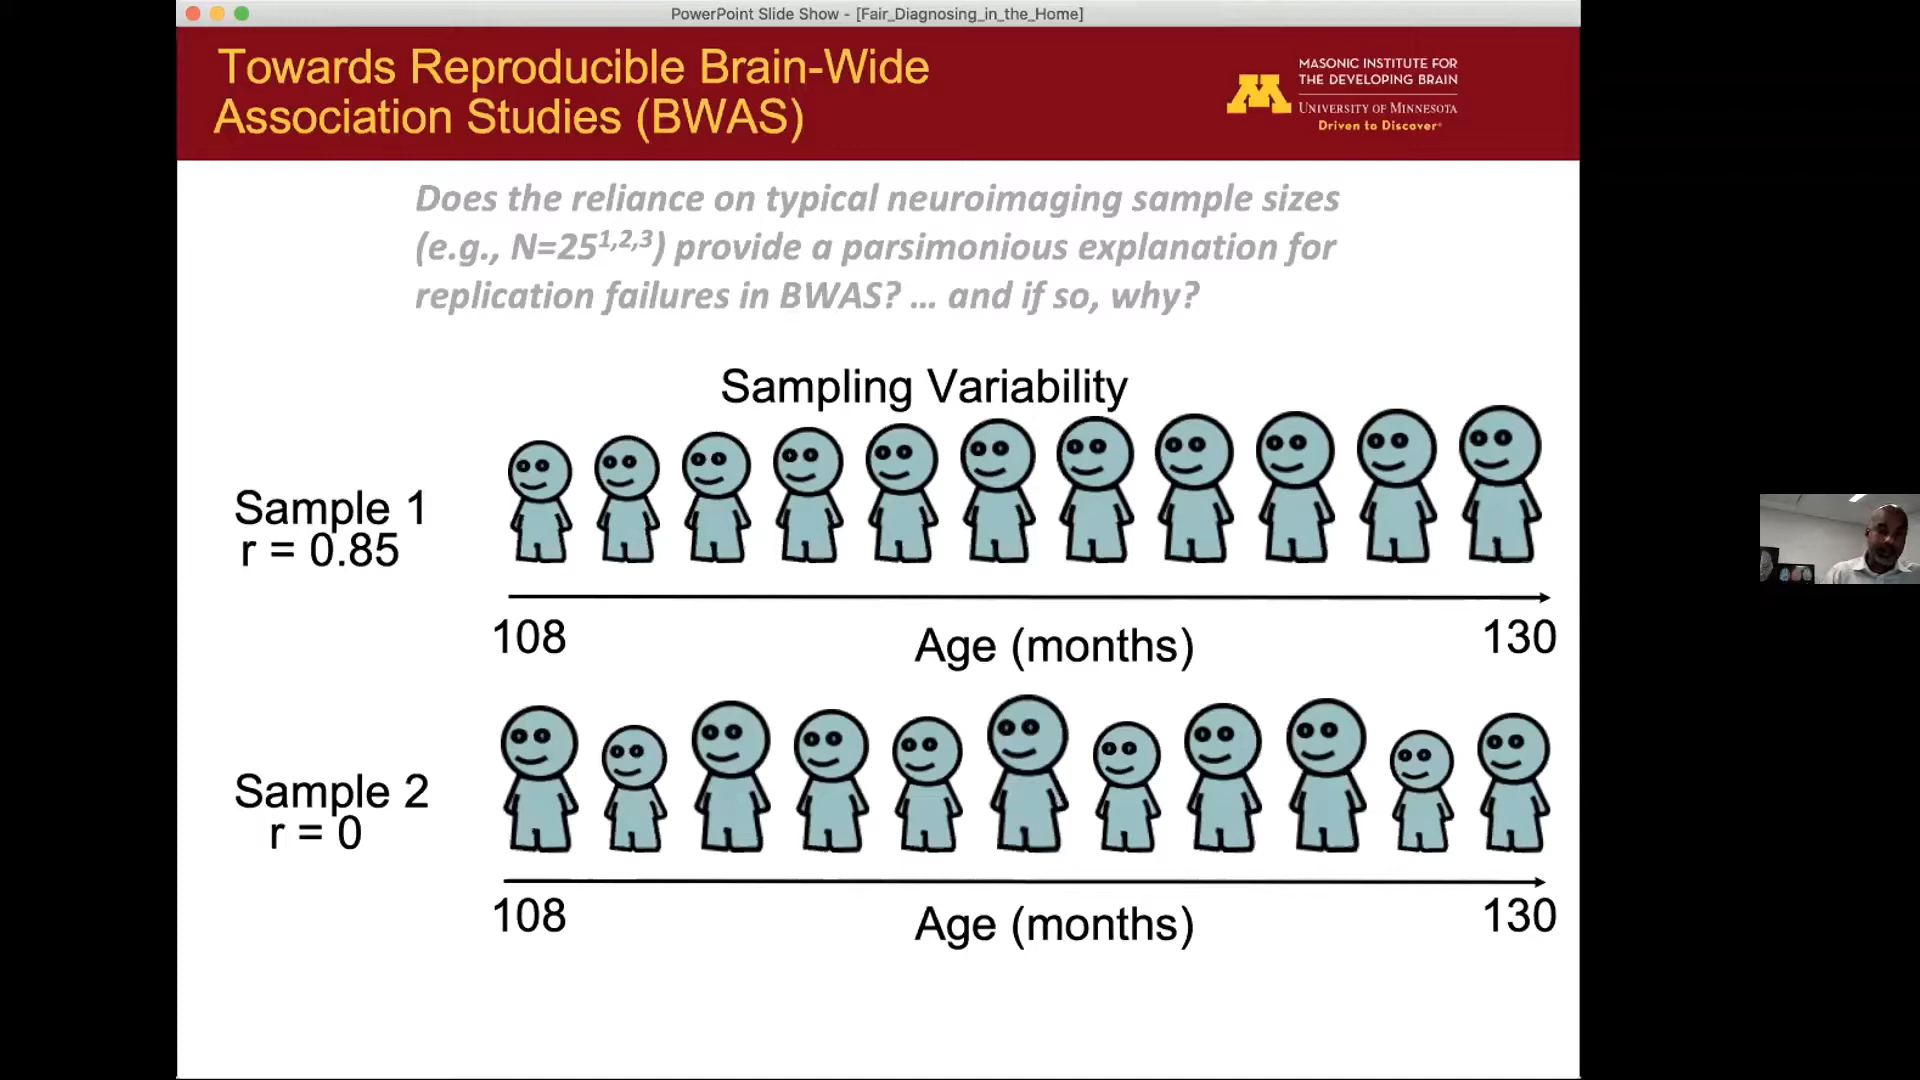 PowerPoint Slide Show - [Fair_Diagnosing_in_the_Home]
Towards Reproducible Brain-Wide
Association Studies (BWAS)
MASONIC INSTITUTE FOR
THE DEVELOPING BRAIN
UNIVERSITY OF MINNESOTA
Driven to Discover®
Does the reliance on typical neuroimaging sample sizes
(e.g., N=25¹,²,³) provide a parsimonious explanation for
replication failures in BWAS? … and if so, why?
Sampling Variability
Sample 1
r = 0.85
108
Age (months)
130
Sample 2
r = 0
108
Age (months)
130